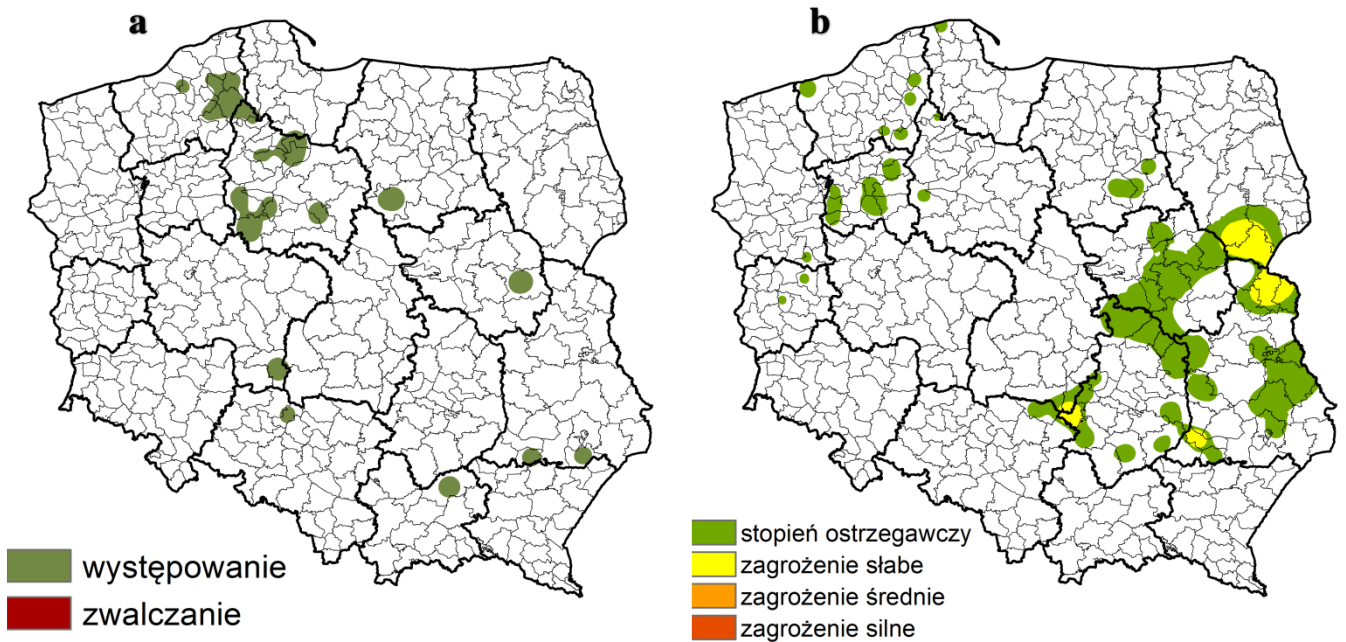 a
występowanie
zwalczanie
b
stopień ostrzegawczy
zagrożenie słabe
zagrożenie średnie
zagrożenie silne